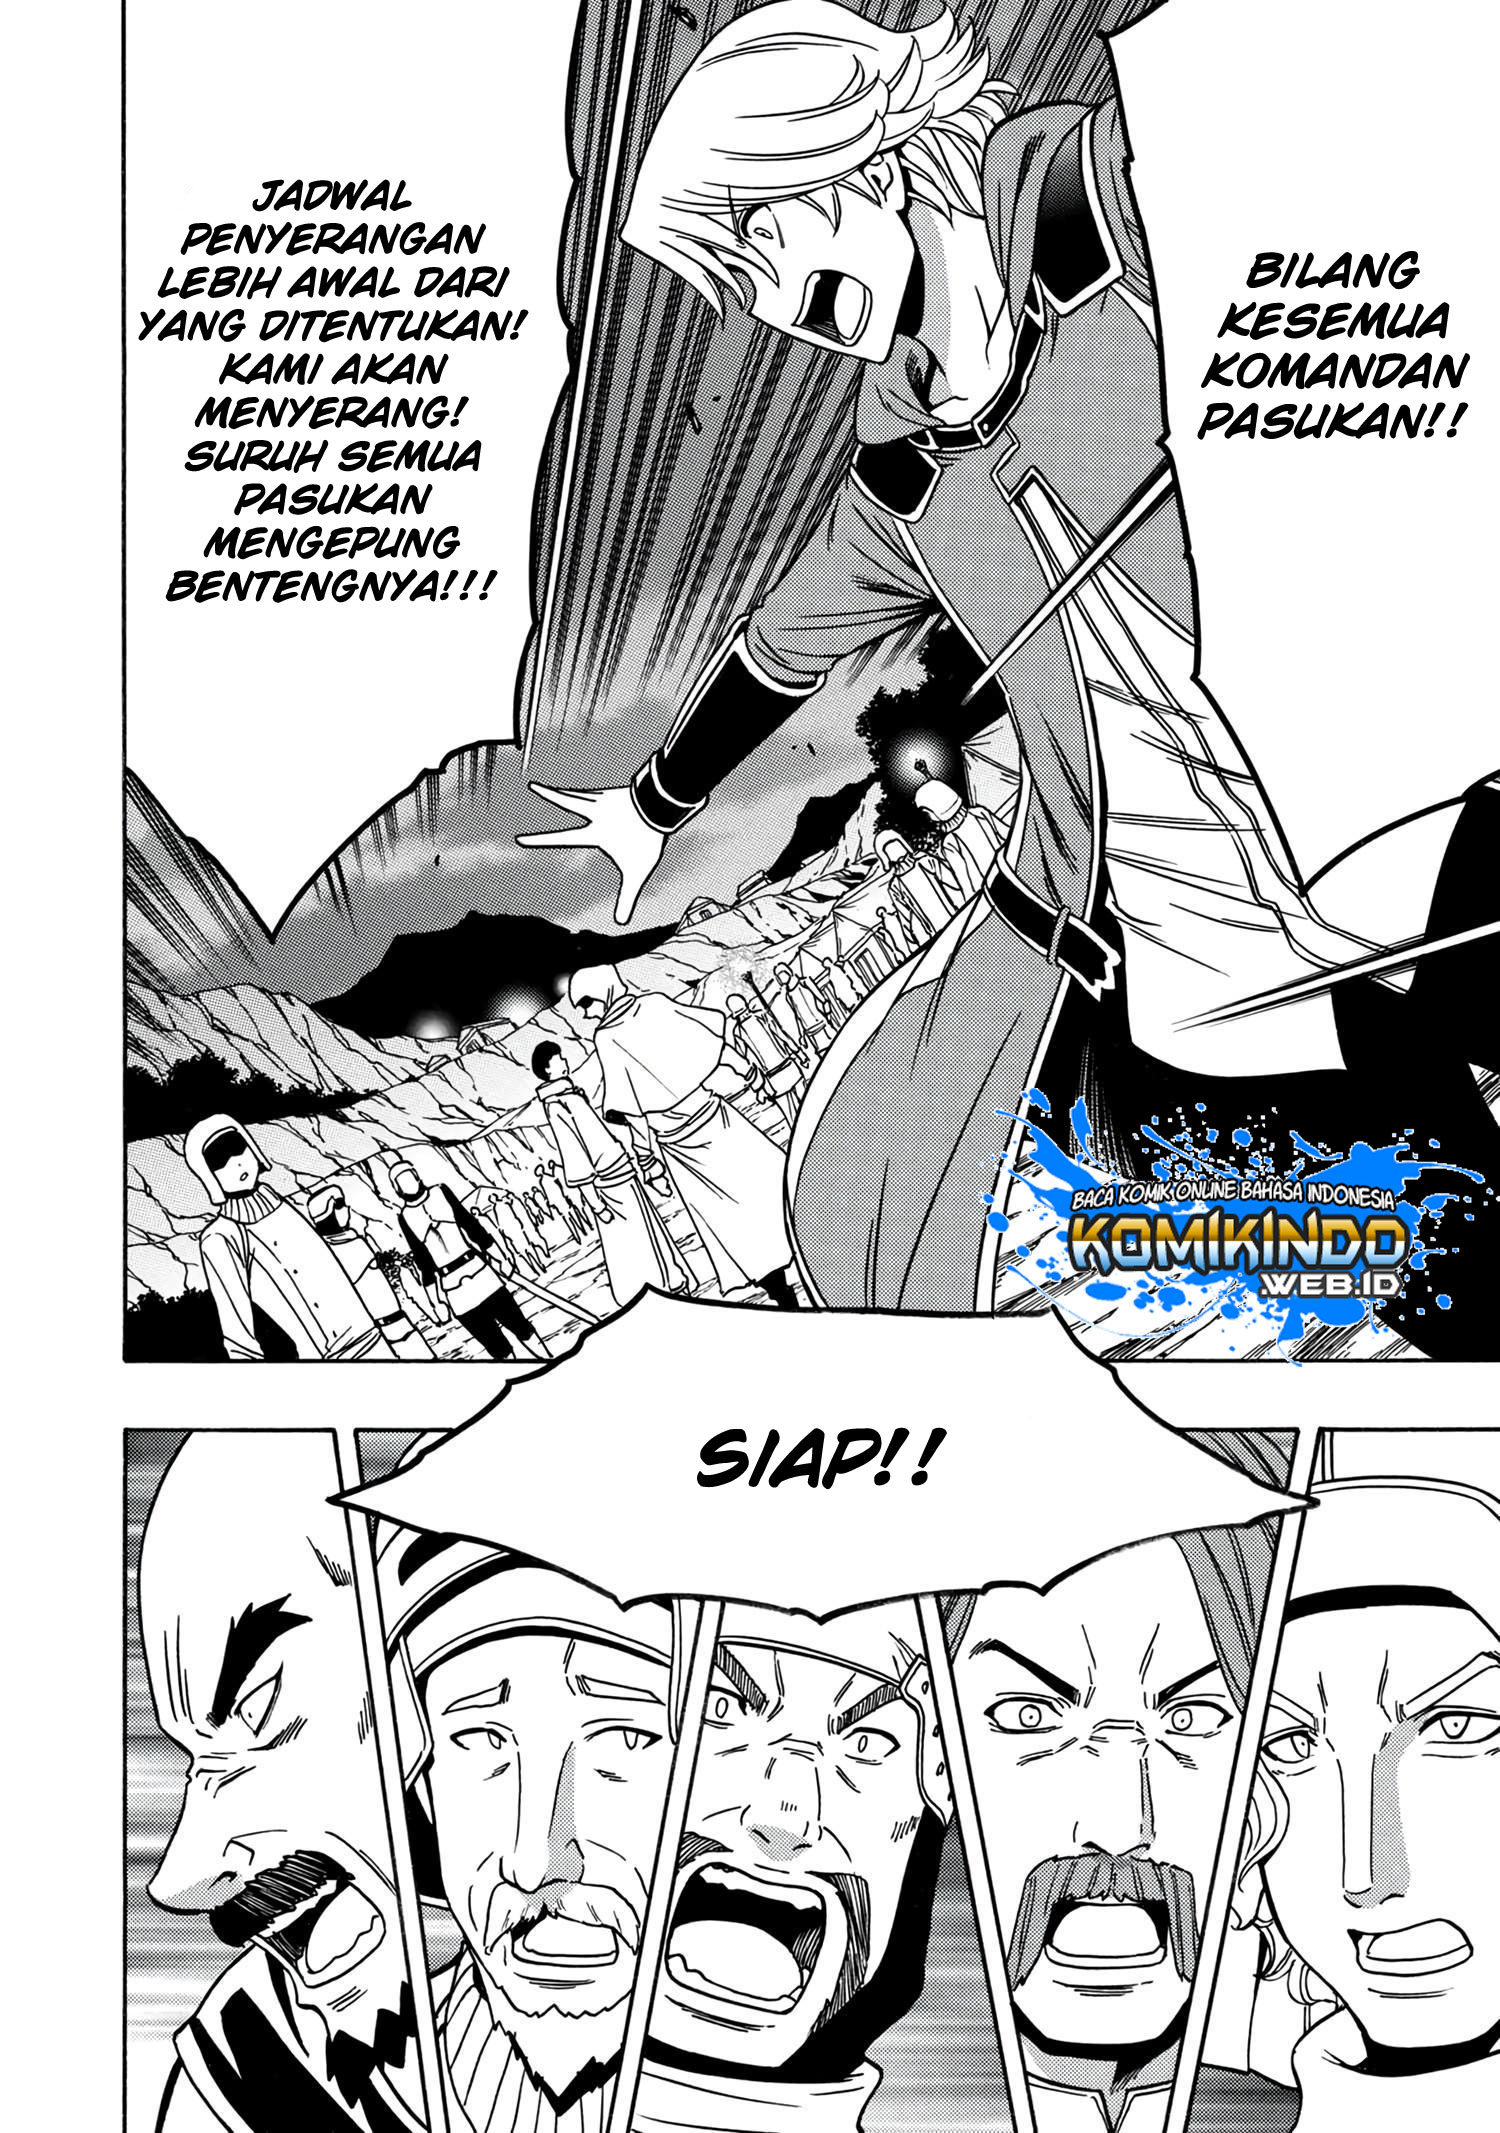 BILANG
KESEMUA
KOMANDAN
PASUKAN!!
JADWAL
PENYERANGAN
LEBIH AWAL DARI
YANG DITENTUKAN!
KAMI AKAN
MENYERANG!
SURUH SEMUA
PASUKAN
MENGEPUNG
BENTENGNYA!!!
BACA KOMIK ONLINE BAHASA INDONESIA
KOMIKINDO
.WEB.ID
SIAP!!